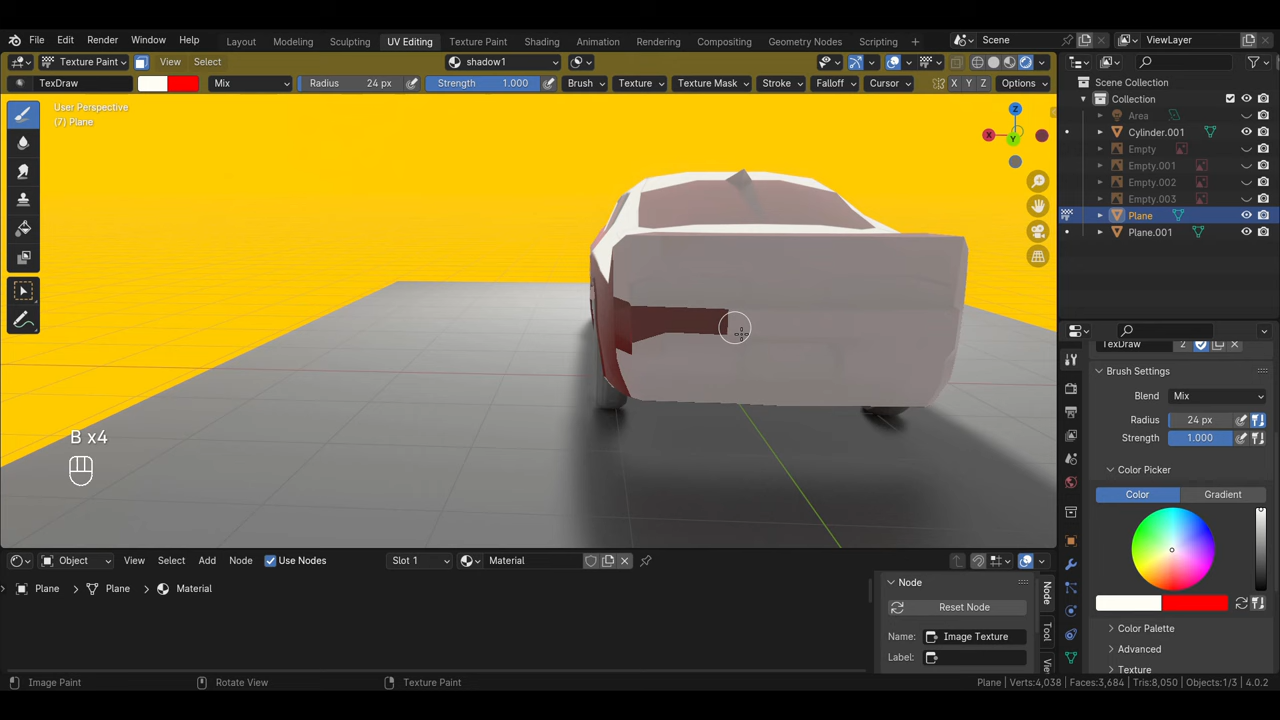 File Edit Render Window Help Layout Modeling Sculpting UV Editing Texture Paint Shading Animation Rendering Compositing Geometry Nodes Scripting + Scene ViewLayer
Texture Paint View Select shadow1
TexDraw Mix Radius 24 px Strength 1.000 Brush Texture Texture Mask Stroke Falloff Cursor X Y Z Options
Scene Collection
Collection
Area
Cylinder.001
Empty
Empty.001
Empty.002
Empty.003
Plane
Plane.001
User Perspective
(7) Plane
Z
X
Y
B x4
TexDraw 2
Brush Settings
Blend Mix
Radius 24 px
Strength 1.000
Color Picker
Color Gradient
Color Palette
Advanced
Texture
Object View Select Add Node Use Nodes Slot 1 Material
Plane Plane Material
Node
Reset Node
Name: Image Texture
Label:
Node
Tool
Image Paint Rotate View Texture Paint Plane | Verts:4,038 | Faces:3,684 | Tris:8,050 | Objects:1/3 | 4.0.2